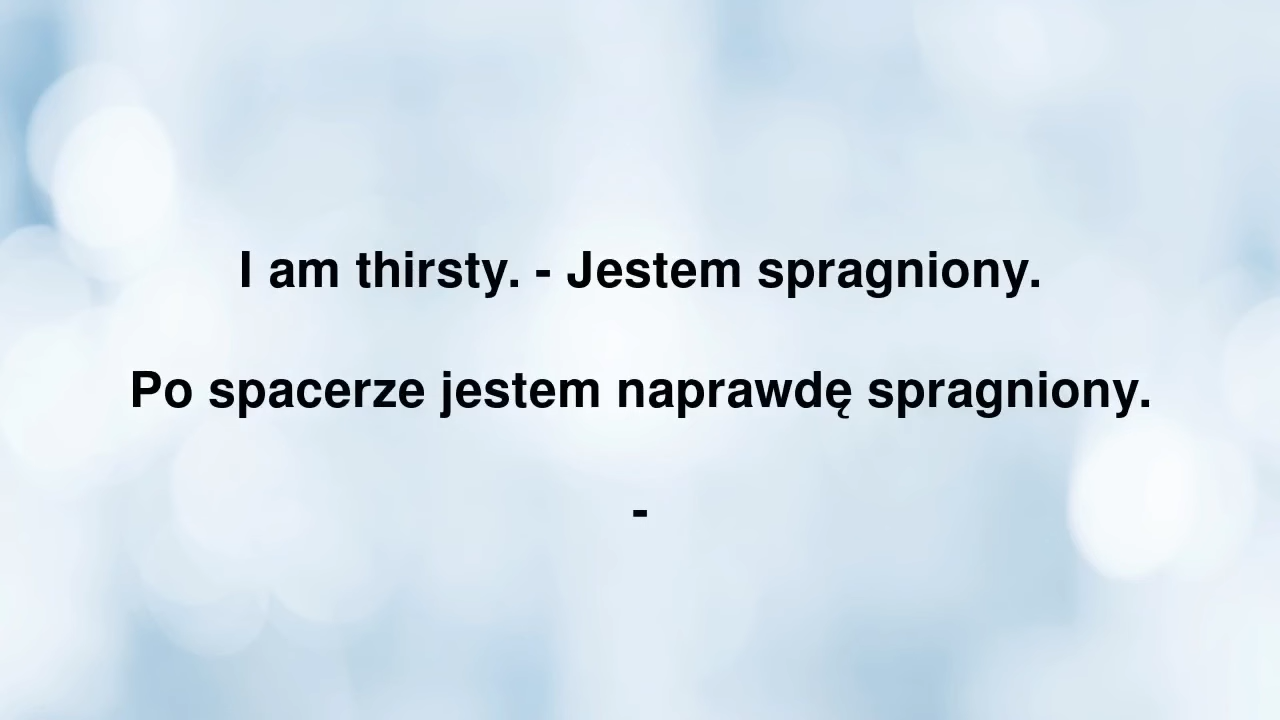 I am thirsty. - Jestem spragniony.
Po spacerze jestem naprawdę spragniony.
-